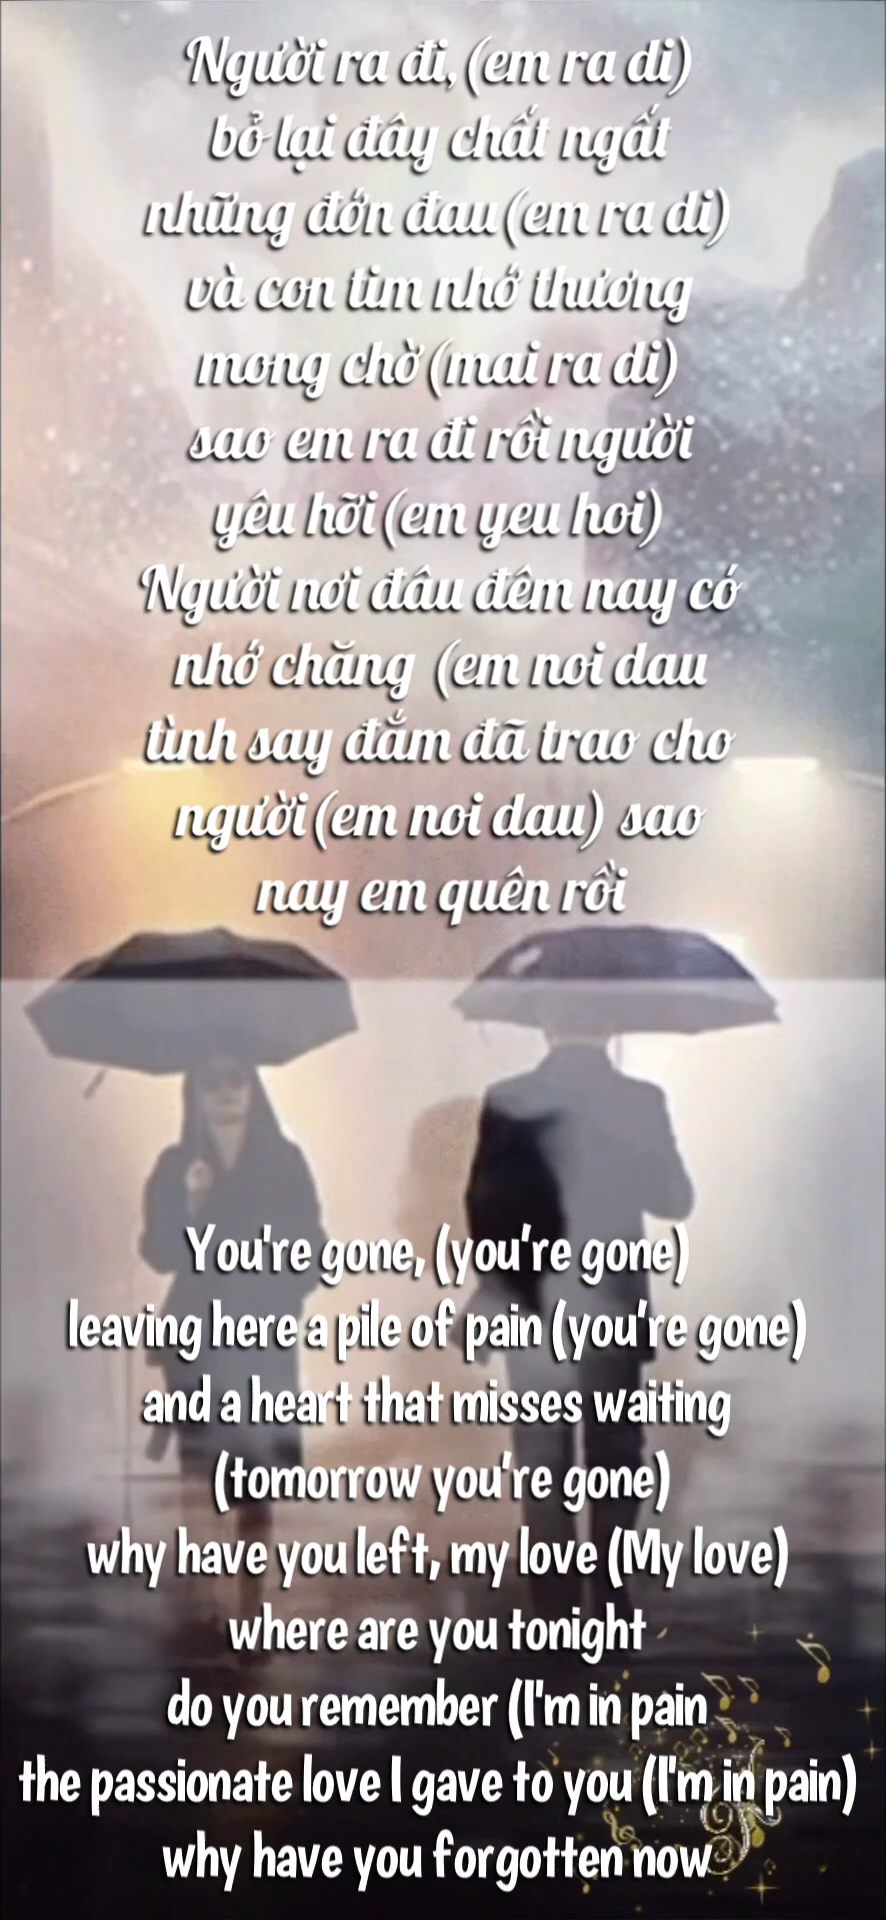 Người ra đi, (em ra di)
bỏ lại đây chất ngất
những đớn đau (em ra di)
và con tim nhớ thương
mong chờ (mai ra di)
sao em ra đi rồi người
yêu hỡi (em yeu hoi)
Người nơi đâu đêm nay có
nhớ chăng (em noi dau
tình say đắm đã trao cho
người (em noi dau) sao
nay em quên rồi
You're gone, (you're gone)
leaving here a pile of pain (you're gone)
and a heart that misses waiting
(tomorrow you're gone)
why have you left, my love (My love)
where are you tonight
do you remember (I'm in pain
the passionate love I gave to you (I'm in pain)
why have you forgotten now